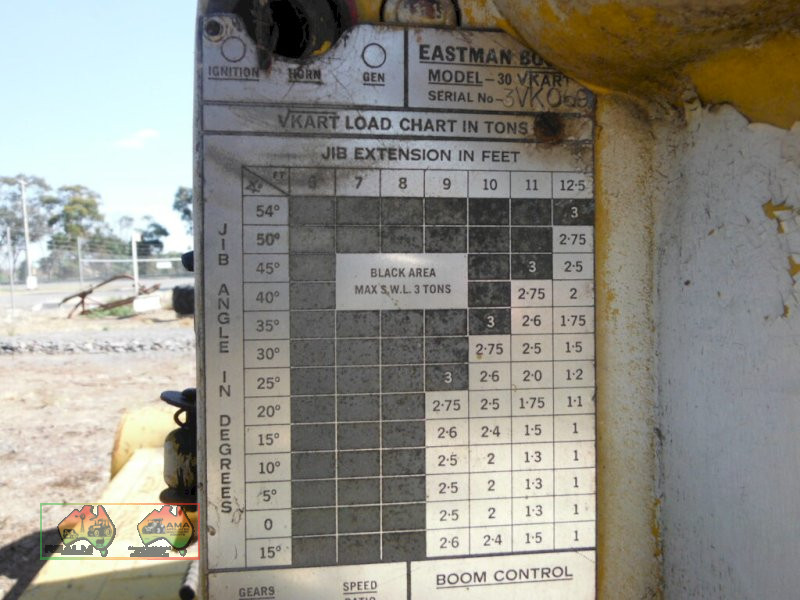 IGNITION HORN GEN
EASTMAN
MODEL-30 VKART
SERIAL No-3VK0
VKART LOAD CHART IN TONS
JIB EXTENSION IN FEET
FT 6 7 8 9 10 11 12·5
JIB ANGLE IN DEGREES
54° 3
50° 2·75
45° 3 2·5
BLACK AREA
MAX S.W.L. 3 TONS
40° 2·75 2
35° 3 2·6 1·75
30° 2·75 2·5 1·5
25° 3 2·6 2·0 1·2
20° 2·75 2·5 1·75 1·1
15° 2·6 2·4 1·5 1
10° 2·5 2 1·3 1
5° 2·5 2 1·3 1
0 2·5 2 1·3 1
15° 2·6 2·4 1·5 1
GEARS SPEED
RATIO
BOOM CONTROL
AMA